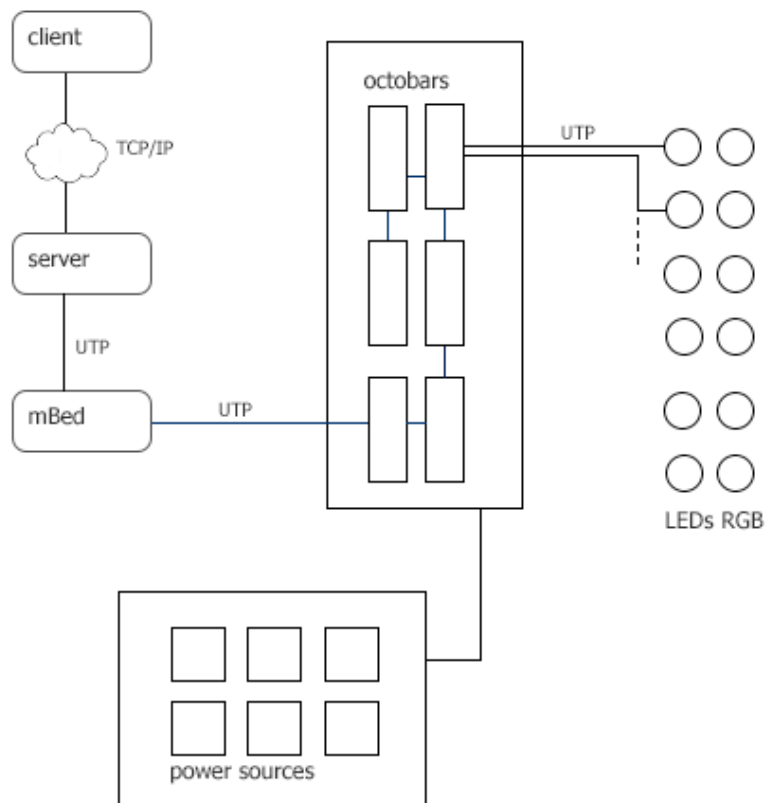 client
TCP/IP
server
UTP
mBed
UTP
octobars
UTP
LEDs RGB
power sources